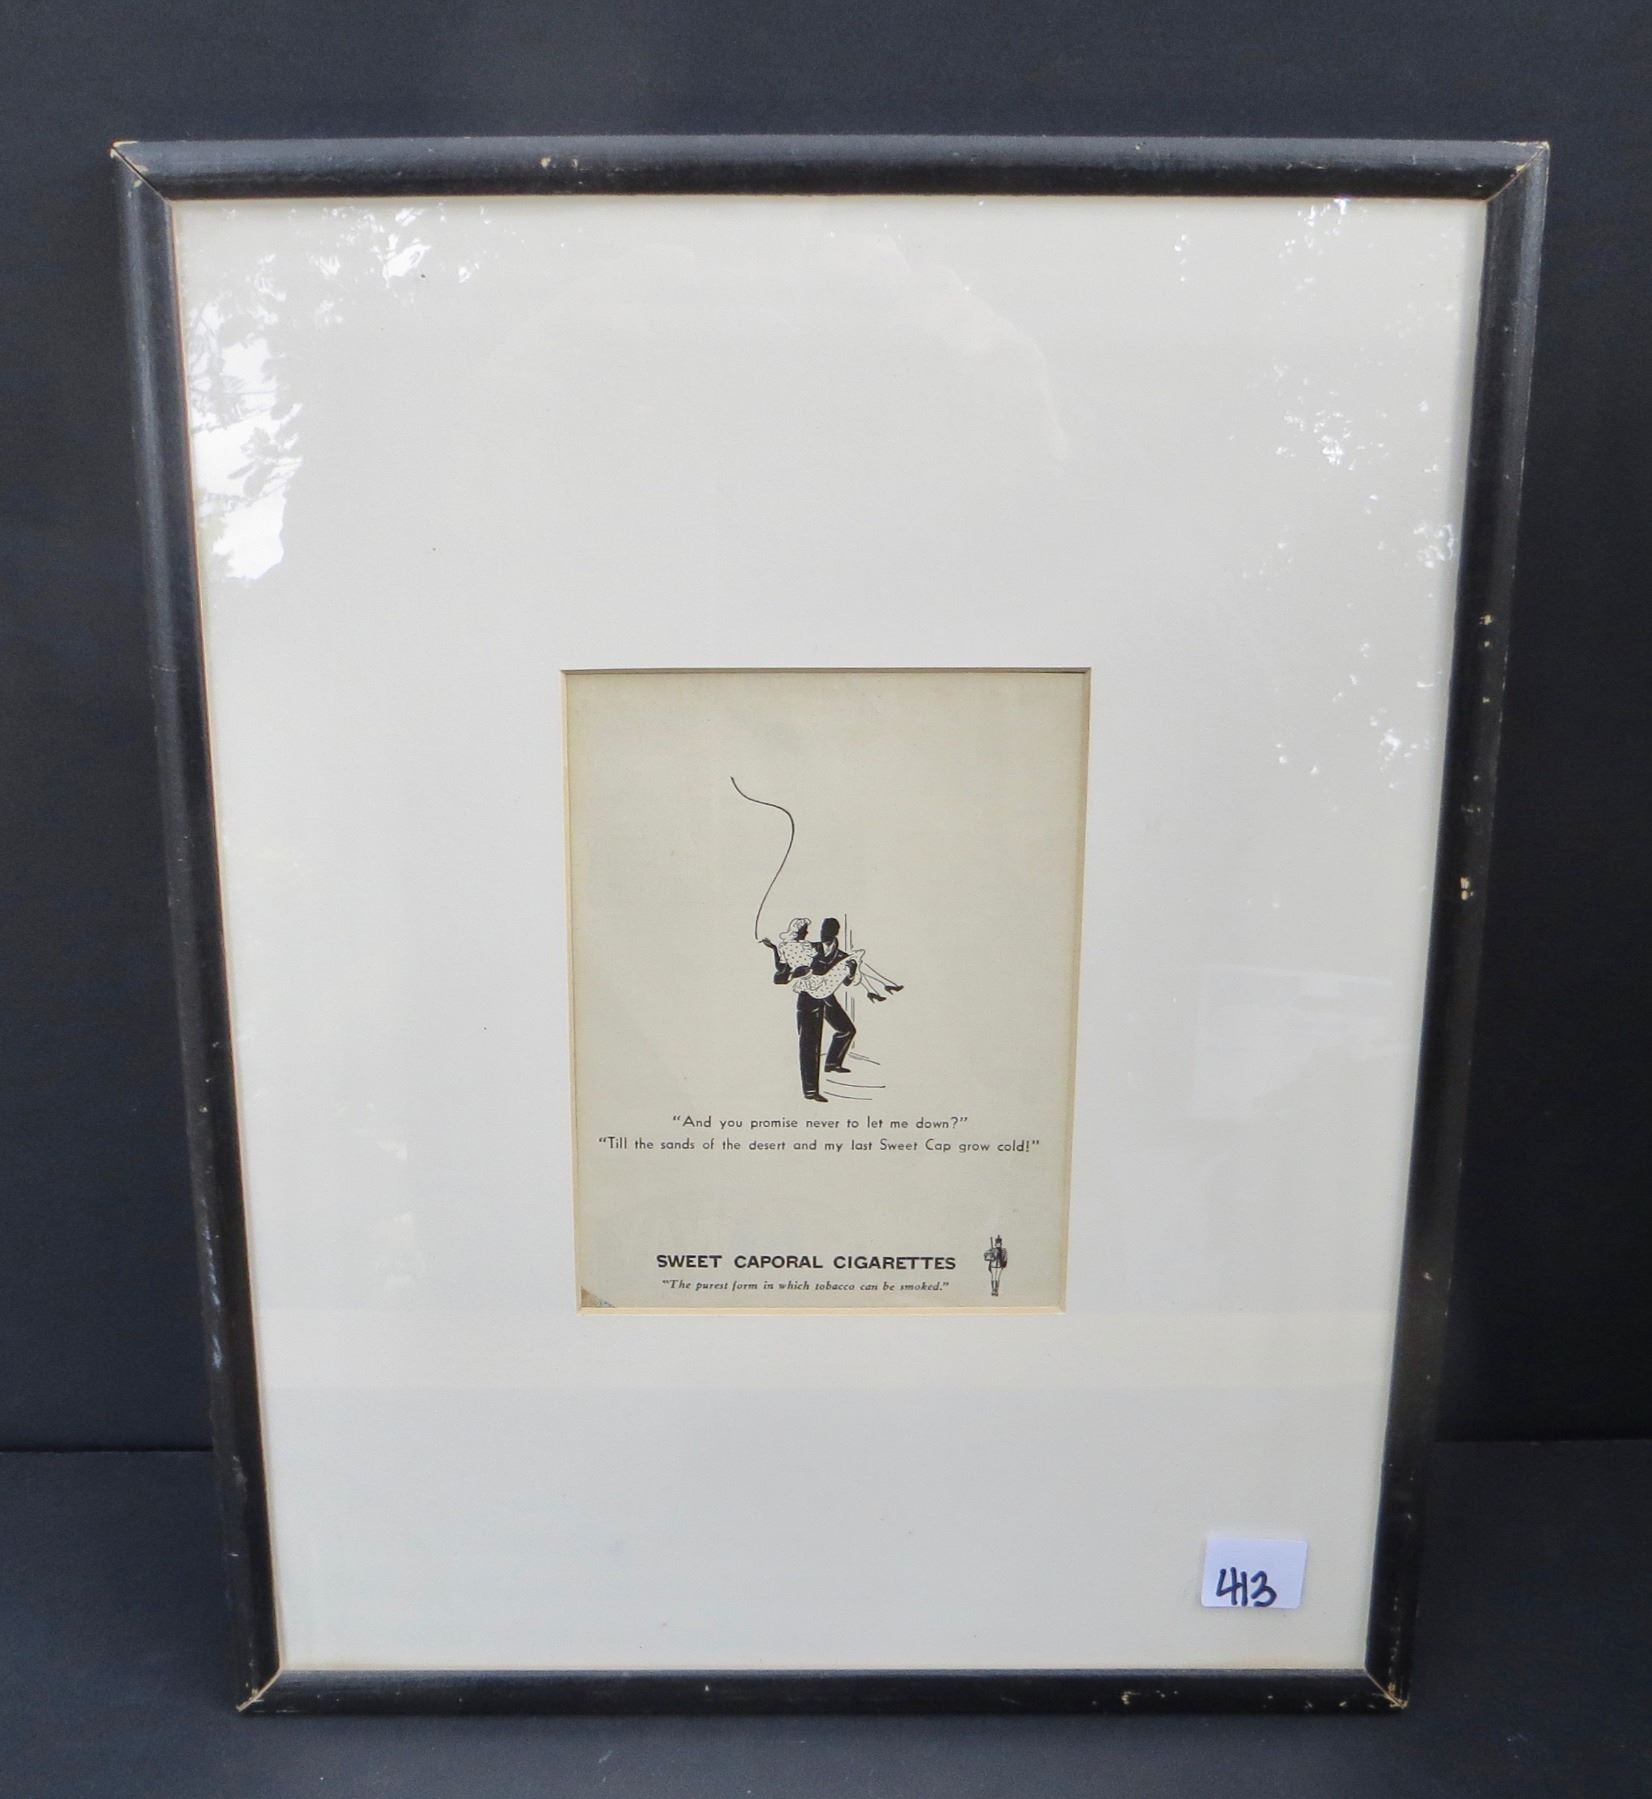 "And you promise never to let me down?"
"Till the sands of the desert and my last Sweet Cap grow cold!"
SWEET CAPORAL CIGARETTES
"The purest form in which tobacco can be smoked."
413